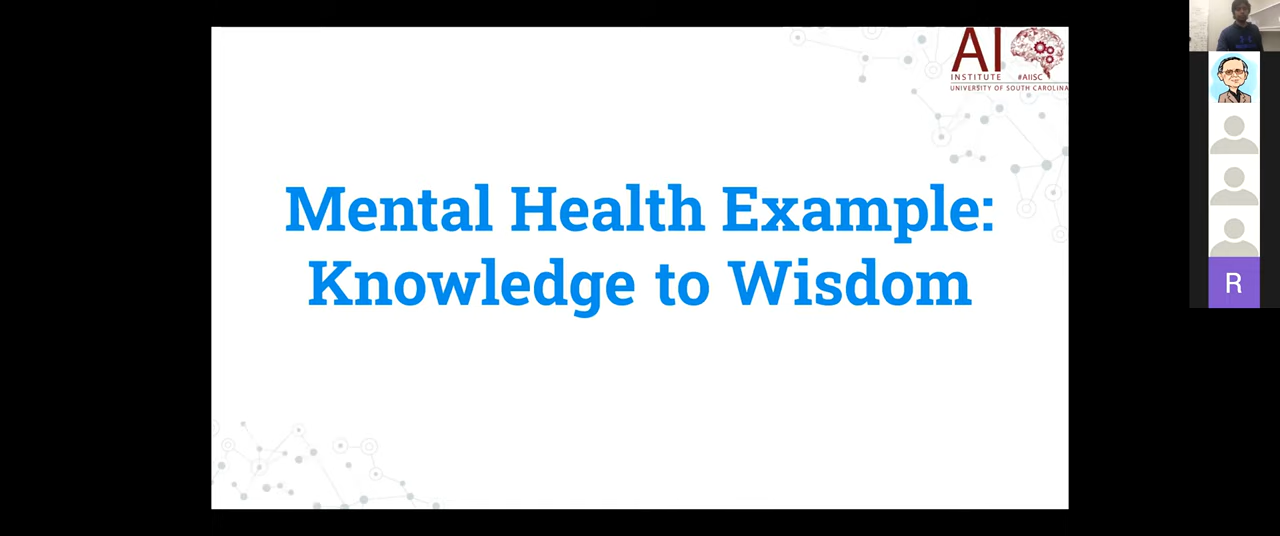 AI
INSTITUTE #AIISC
UNIVERSITY OF SOUTH CAROLINA
Mental Health Example:
Knowledge to Wisdom
R